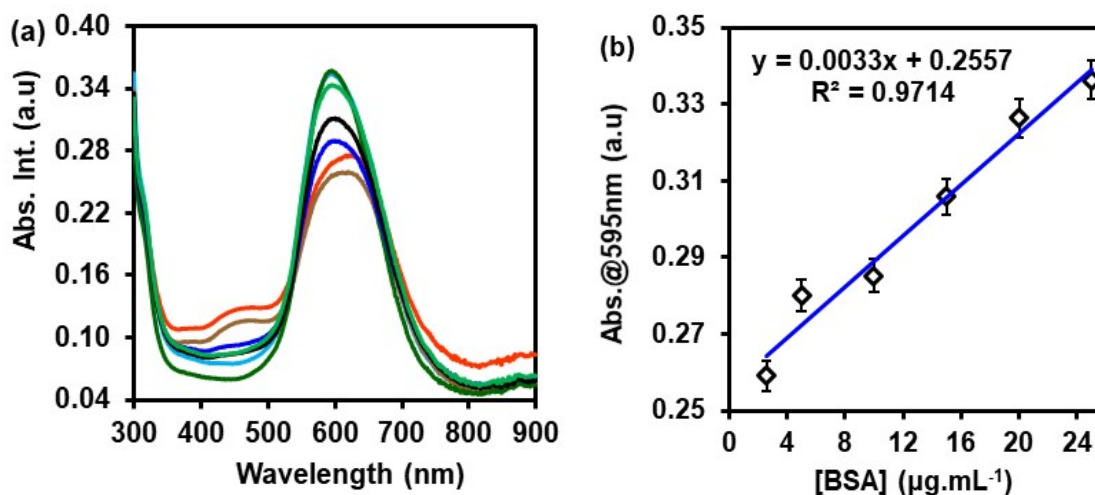 (a)
Abs. Int. (a.u)
0.40
0.34
0.28
0.22
0.16
0.10
0.04
300 400 500 600 700 800 900
Wavelength (nm)
(b)
y = 0.0033x + 0.2557
R² = 0.9714
Abs.@595nm (a.u)
0.35
0.33
0.31
0.29
0.27
0.25
0 4 8 12 16 20 24
[BSA] (μg.mL⁻¹)